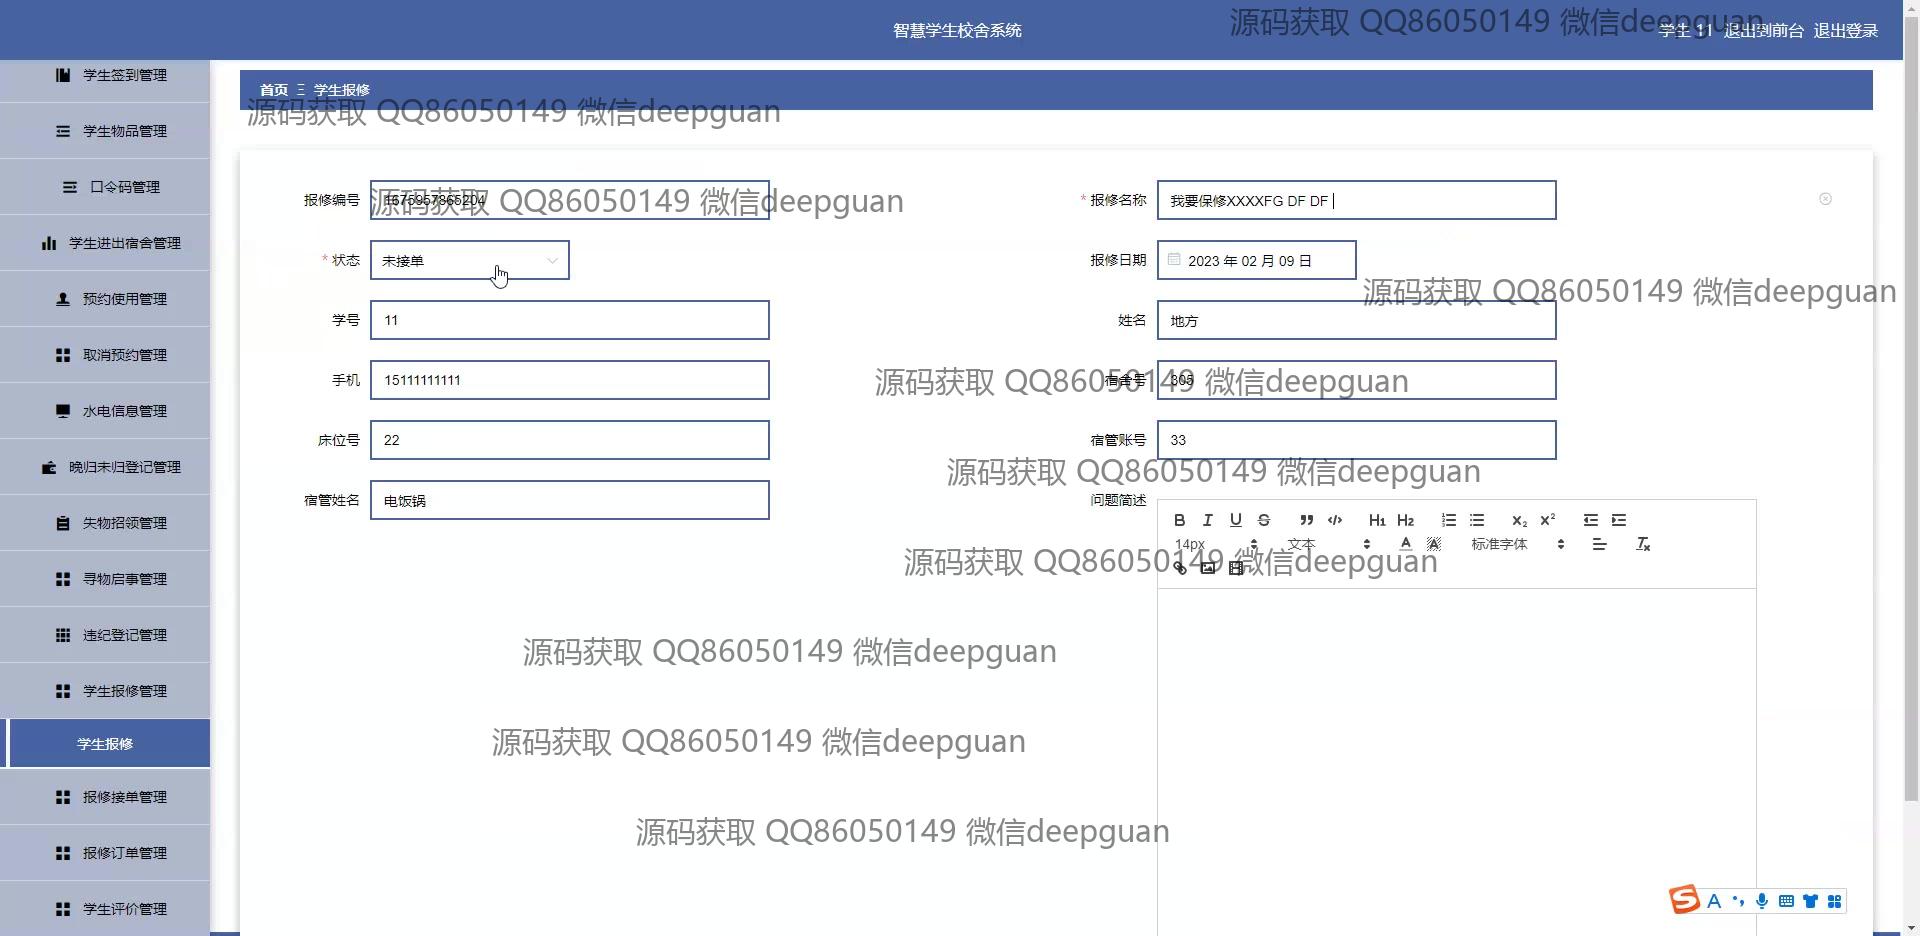 智慧学生校舍系统
源码获取 QQ86050149 微信deepguan
学生 11 退出到前台 退出登录
学生签到管理
学生物品管理
口令码管理
学生进出宿舍管理
预约使用管理
取消预约管理
水电信息管理
晚归未归登记管理
失物招领管理
寻物启事管理
违纪登记管理
学生报修管理
学生报修
报修接单管理
报修订单管理
学生评价管理
首页 Ξ 学生报修
源码获取 QQ86050149 微信deepguan
报修编号 1675957865204
源码获取 QQ86050149 微信deepguan
* 报修名称 我要保修XXXXFG DF DF
* 状态 未接单
报修日期 2023 年 02 月 09 日
源码获取 QQ86050149 微信deepguan
学号 11
姓名 地方
手机 15111111111
宿舍号 305
源码获取 QQ86050149 微信deepguan
床位号 22
宿管账号 33
源码获取 QQ86050149 微信deepguan
宿管姓名 电饭锅
问题简述
B I U S H1 H2 x₂ x²
14px 文本 A A 标准字体 Tx
源码获取 QQ86050149 微信deepguan
源码获取 QQ86050149 微信deepguan
源码获取 QQ86050149 微信deepguan
源码获取 QQ86050149 微信deepguan
S A